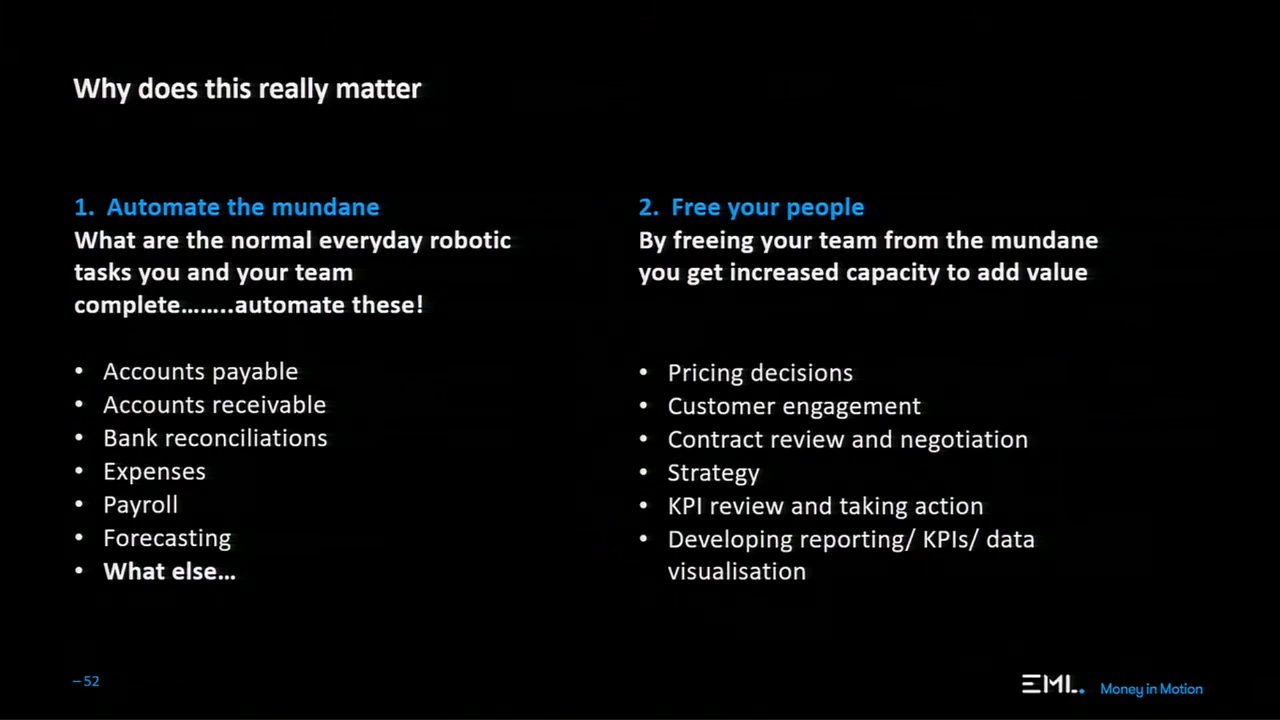 Why does this really matter
1. Automate the mundane
What are the normal everyday robotic
tasks you and your team
complete……..automate these!
• Accounts payable
• Accounts receivable
• Bank reconciliations
• Expenses
• Payroll
• Forecasting
• What else…
2. Free your people
By freeing your team from the mundane
you get increased capacity to add value
• Pricing decisions
• Customer engagement
• Contract review and negotiation
• Strategy
• KPI review and taking action
• Developing reporting/ KPIs/ data
visualisation
– 52
EML. Money in Motion